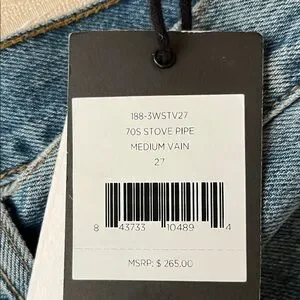 188-3WSTV27
70S STOVE PIPE
MEDIUM VAIN
27
8 43733 10489 4
MSRP: $ 265.00